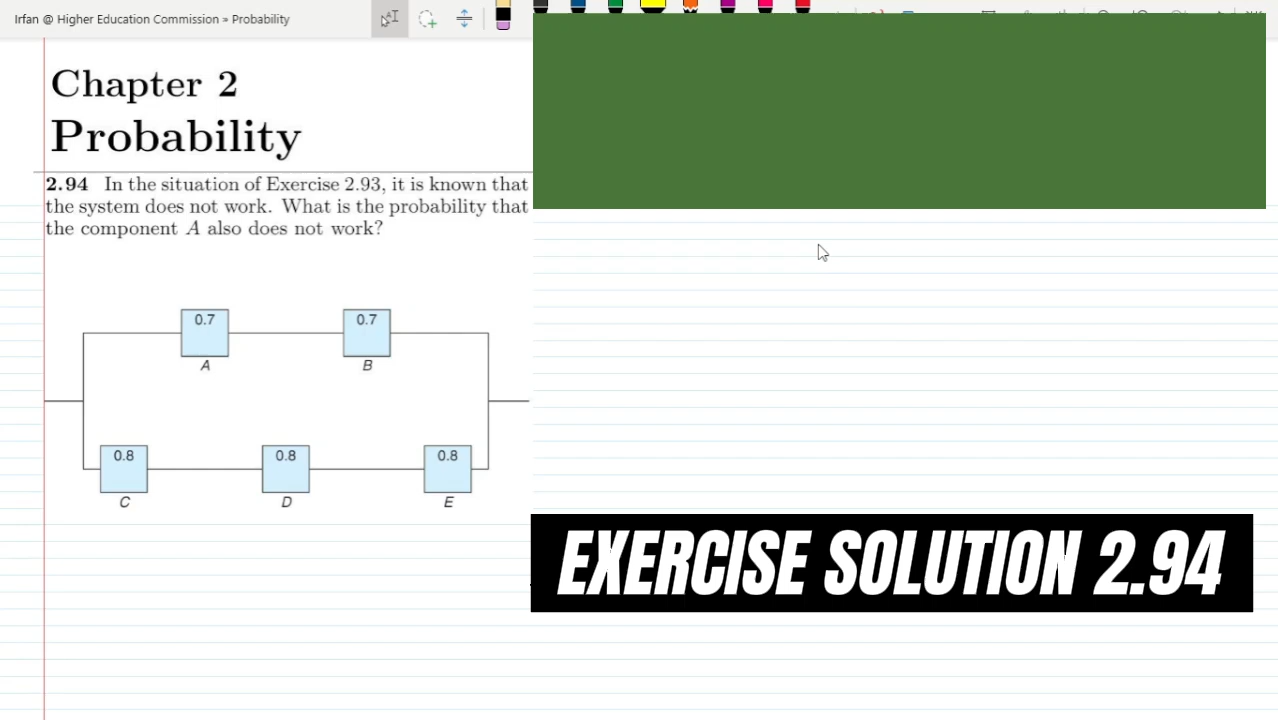 Irfan @ Higher Education Commission » Probability
Chapter 2
Probability
2.94 In the situation of Exercise 2.93, it is known that
the system does not work. What is the probability that
the component A also does not work?
0.7 0.7
A B
0.8 0.8 0.8
C D E
EXERCISE SOLUTION 2.94